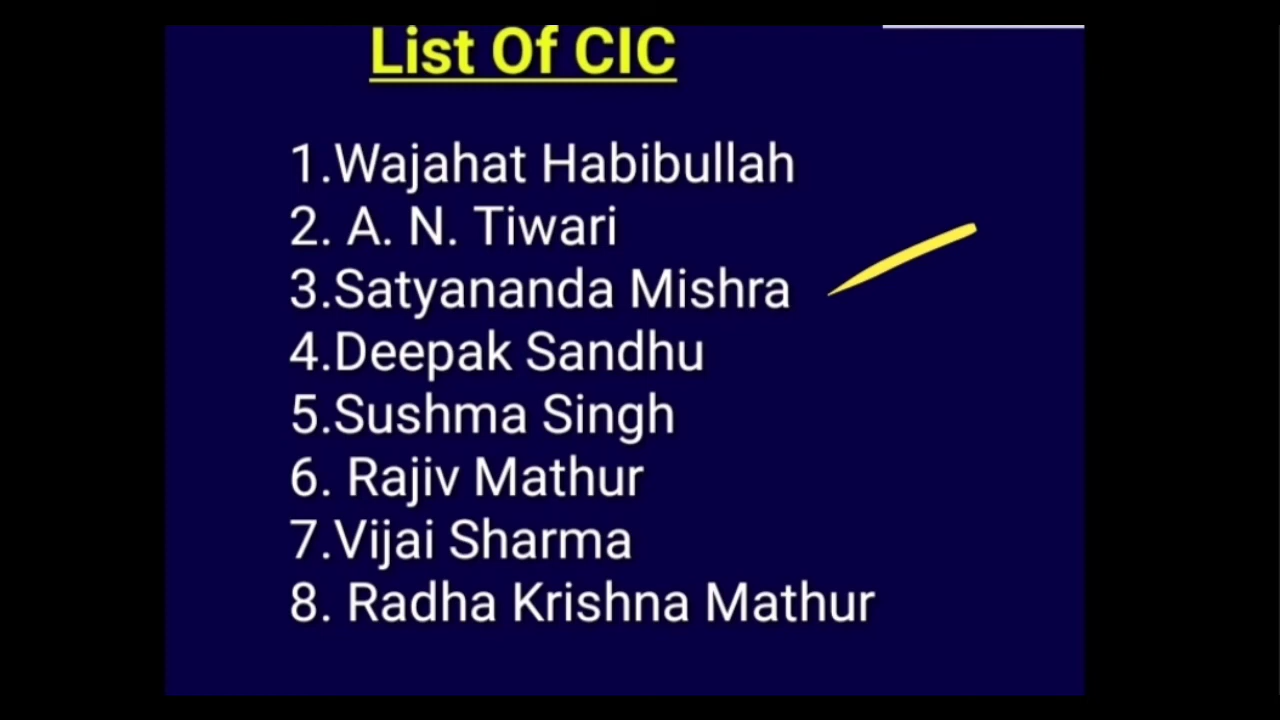 List Of CIC
1.Wajahat Habibullah
2. A. N. Tiwari
3.Satyananda Mishra
4.Deepak Sandhu
5.Sushma Singh
6. Rajiv Mathur
7.Vijai Sharma
8. Radha Krishna Mathur